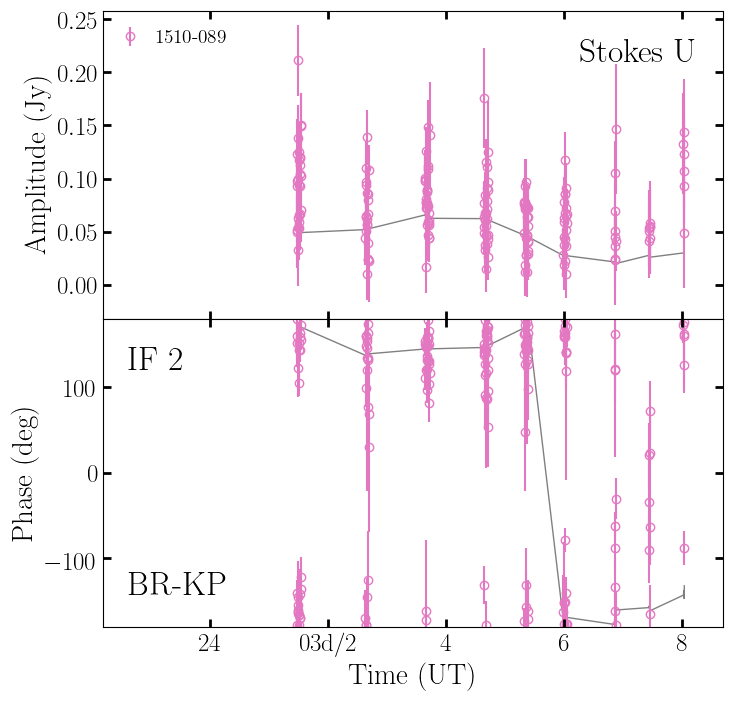 0.25
1510-089
Stokes U
0.20
0.15
0.10
0.05
0.00
Amplitude (Jy)
IF 2
100
0
−100
Phase (deg)
BR-KP
24 03d/2 4 6 8
Time (UT)